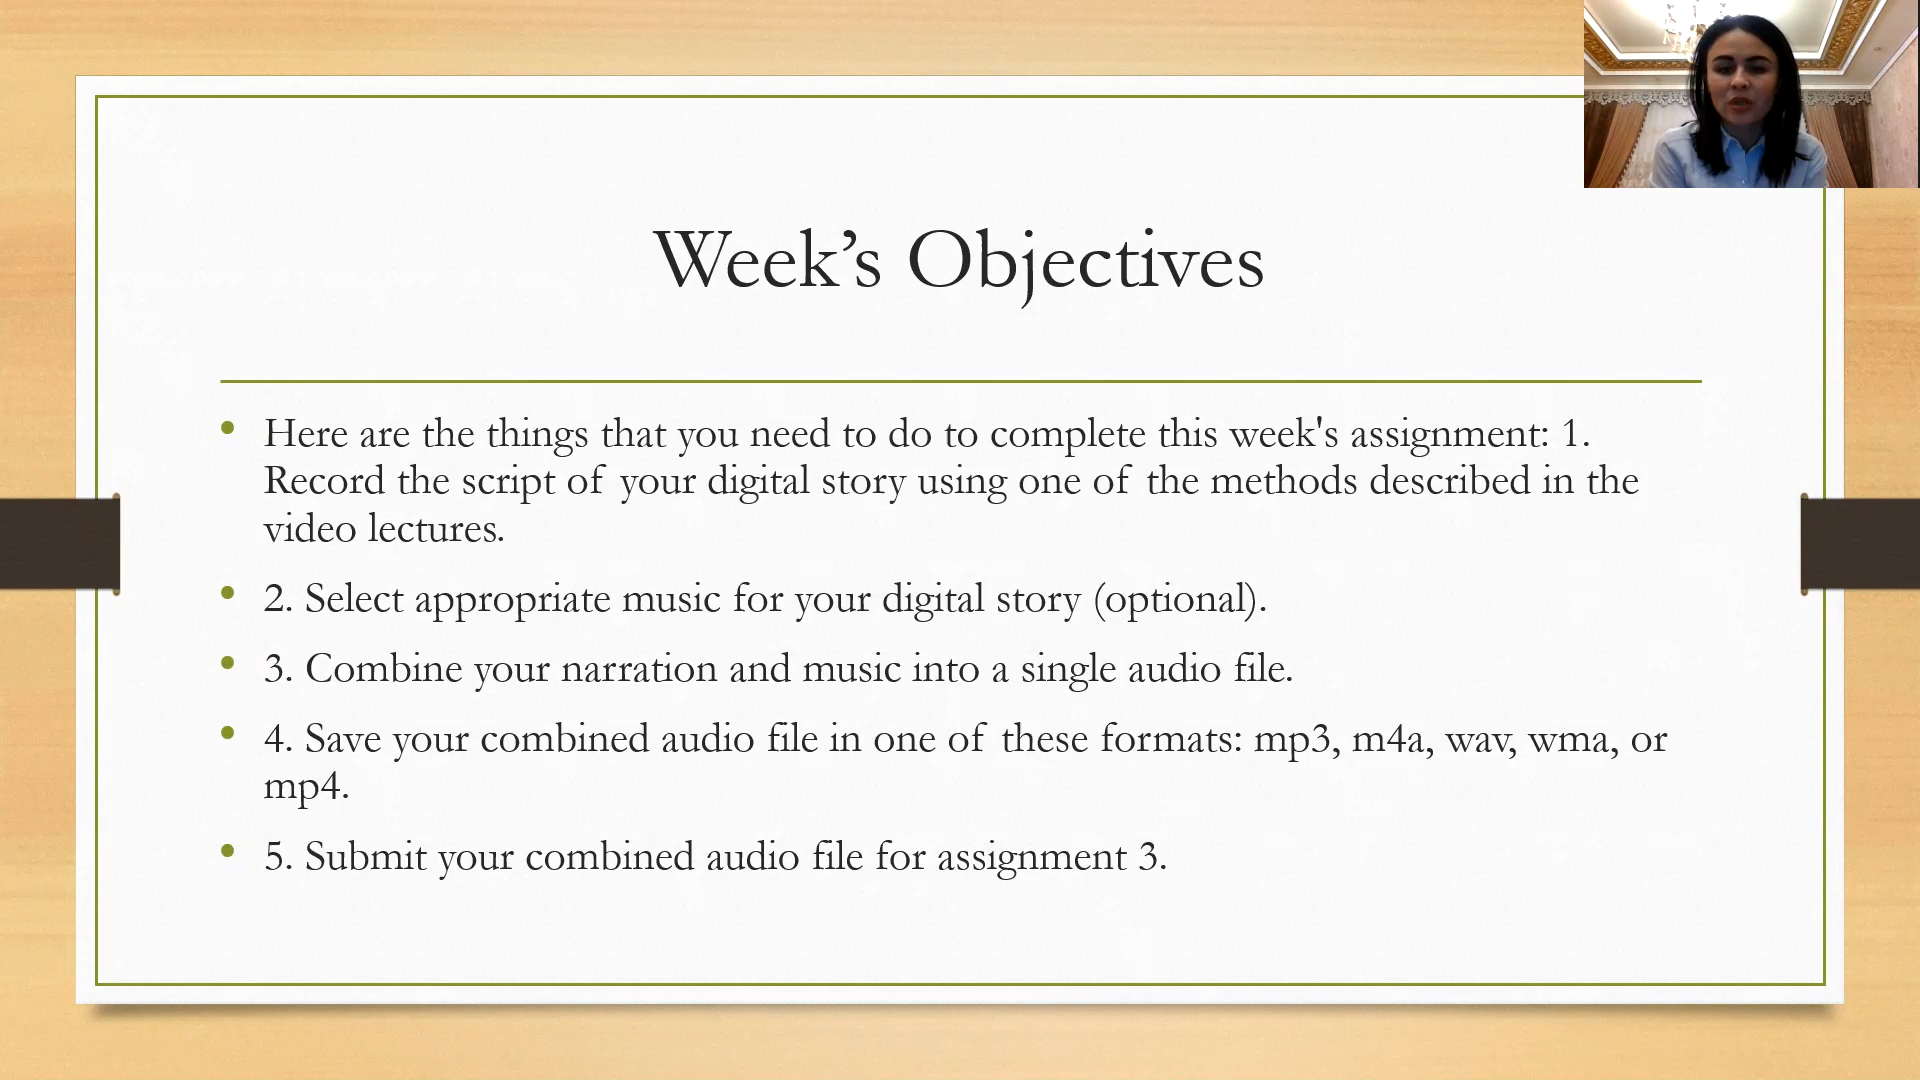 Week’s Objectives
Here are the things that you need to do to complete this week's assignment: 1.
Record the script of your digital story using one of the methods described in the
video lectures.
2. Select appropriate music for your digital story (optional).
3. Combine your narration and music into a single audio file.
4. Save your combined audio file in one of these formats: mp3, m4a, wav, wma, or
mp4.
5. Submit your combined audio file for assignment 3.